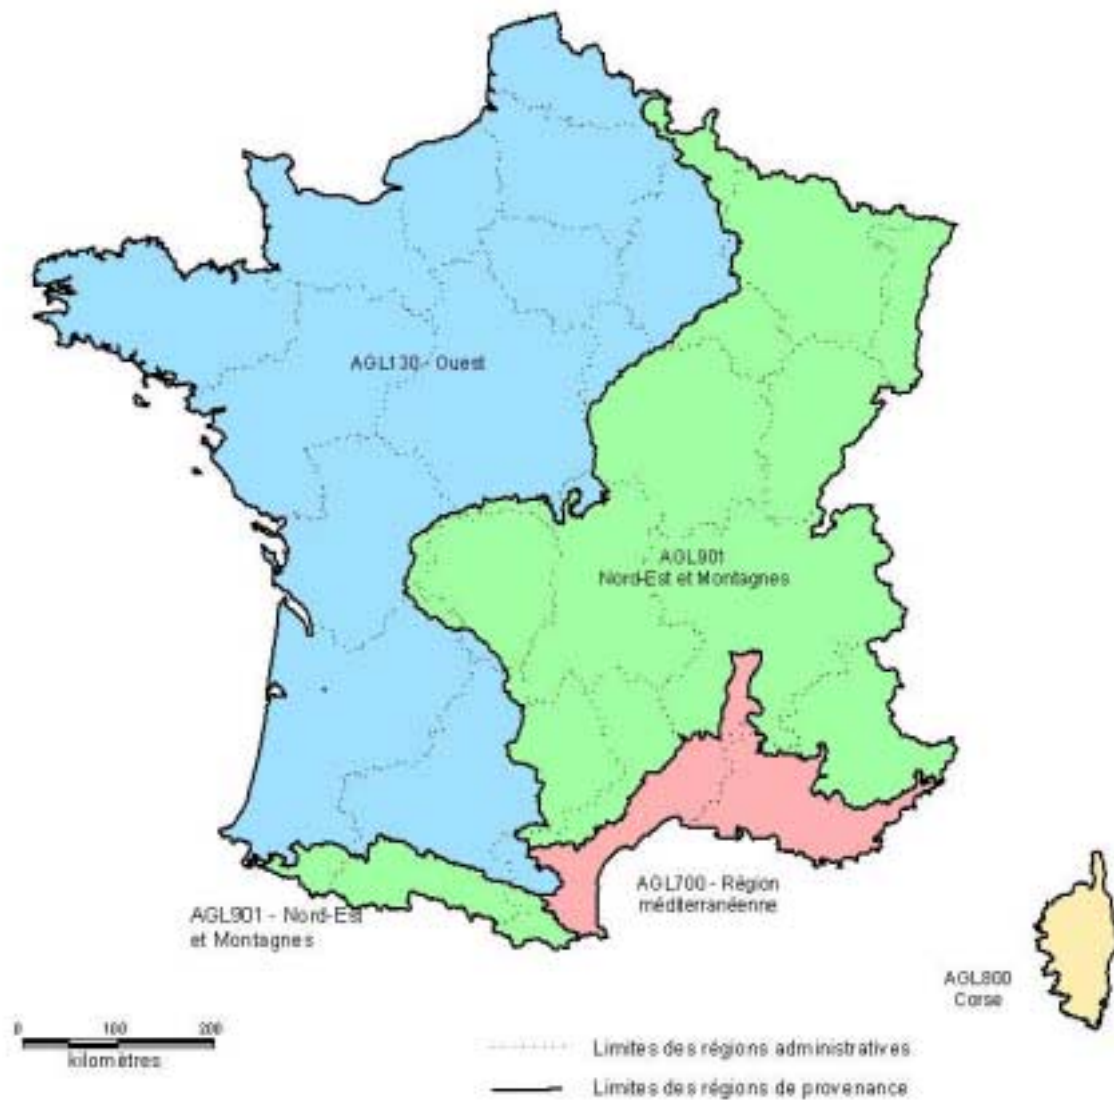 AGL130 - Ouest
AGL901
Nord-Est et Montagnes
AGL700 - Région
méditerranéenne
AGL901 - Nord-Est
et Montagnes
AGL800
Corse
0 100 200
kilomètres
Limites des régions administratives
Limites des régions de provenance